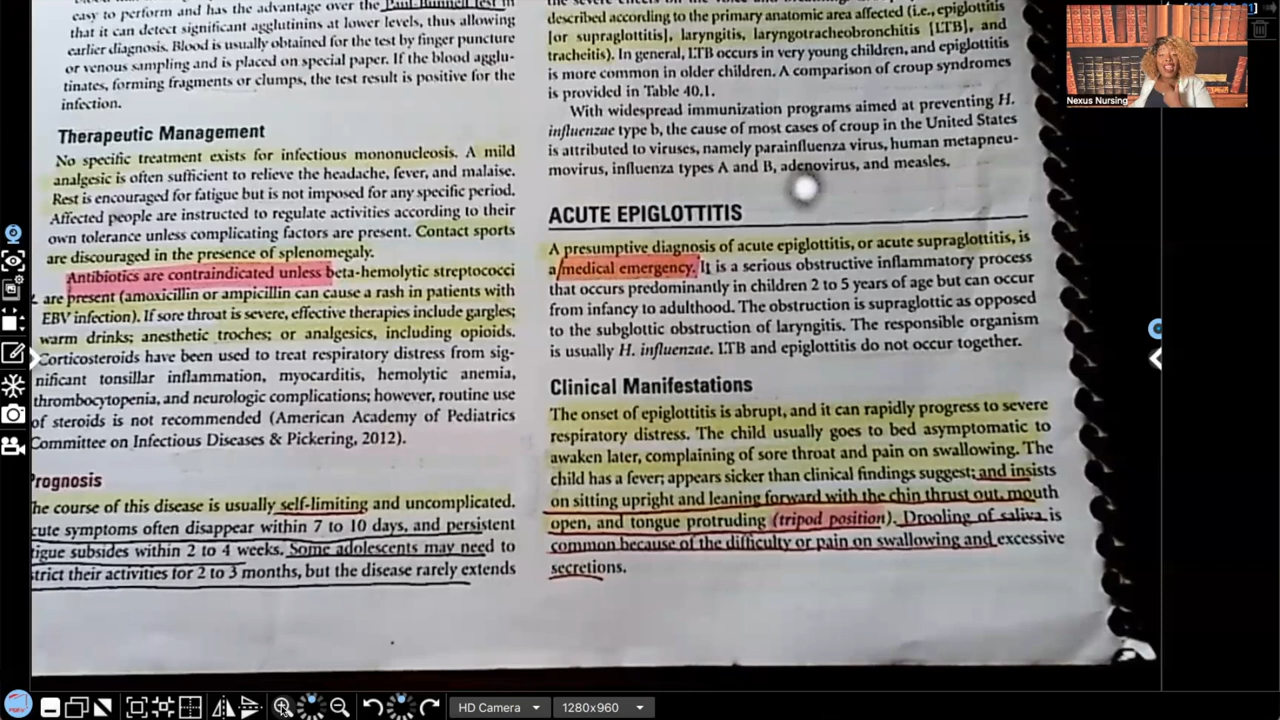 easy to perform and has the advantage over the Paul-Bunnell test in
that it can detect significant agglutinins at lower levels, thus allowing
earlier diagnosis. Blood is usually obtained for the test by finger puncture
or venous sampling and is placed on special paper. If the blood agglu-
tinates, forming fragments or clumps, the test result is positive for the
infection.
Therapeutic Management
No specific treatment exists for infectious mononucleosis. A mild
analgesic is often sufficient to relieve the headache, fever, and malaise.
Rest is encouraged for fatigue but is not imposed for any specific period.
Affected people are instructed to regulate activities according to their
own tolerance unless complicating factors are present. Contact sports
are discouraged in the presence of splenomegaly.
Antibiotics are contraindicated unless beta-hemolytic streptococci
are present (amoxicillin or ampicillin can cause a rash in patients with
EBV infection). If sore throat is severe, effective therapies include gargles;
warm drinks; anesthetic troches; or analgesics, including opioids.
Corticosteroids have been used to treat respiratory distress from sig-
nificant tonsillar inflammation, myocarditis, hemolytic anemia,
thrombocytopenia, and neurologic complications; however, routine use
of steroids is not recommended (American Academy of Pediatrics
Committee on Infectious Diseases & Pickering, 2012).
Prognosis
he course of this disease is usually self-limiting and uncomplicated.
cute symptoms often disappear within 7 to 10 days, and persistent
tigue subsides within 2 to 4 weeks. Some adolescents may need to
strict their activities for 2 to 3 months, but the disease rarely extends
described according to the primary anatomic area affected (i.e., epiglottitis
[or supraglottitis], laryngitis, laryngotracheobronchitis [LTB], and
tracheitis). In general, LTB occurs in very young children, and epiglottitis
is more common in older children. A comparison of croup syndromes
is provided in Table 40.1.
With widespread immunization programs aimed at preventing H.
influenzae type b, the cause of most cases of croup in the United States
is attributed to viruses, namely parainfluenza virus, human metapneu-
movirus, influenza types A and B, adenovirus, and measles.
ACUTE EPIGLOTTITIS
A presumptive diagnosis of acute epiglottitis, or acute supraglottitis, is
a medical emergency. It is a serious obstructive inflammatory process
that occurs predominantly in children 2 to 5 years of age but can occur
from infancy to adulthood. The obstruction is supraglottic as opposed
to the subglottic obstruction of laryngitis. The responsible organism
is usually H. influenzae. LTB and epiglottitis do not occur together.
Clinical Manifestations
The onset of epiglottitis is abrupt, and it can rapidly progress to severe
respiratory distress. The child usually goes to bed asymptomatic to
awaken later, complaining of sore throat and pain on swallowing. The
child has a fever; appears sicker than clinical findings suggest; and insists
on sitting upright and leaning forward with the chin thrust out, mouth
open, and tongue protruding (tripod position). Drooling of saliva is
common because of the difficulty or pain on swallowing and excessive
secretions.
Nexus Nursing
HD Camera
1280x960